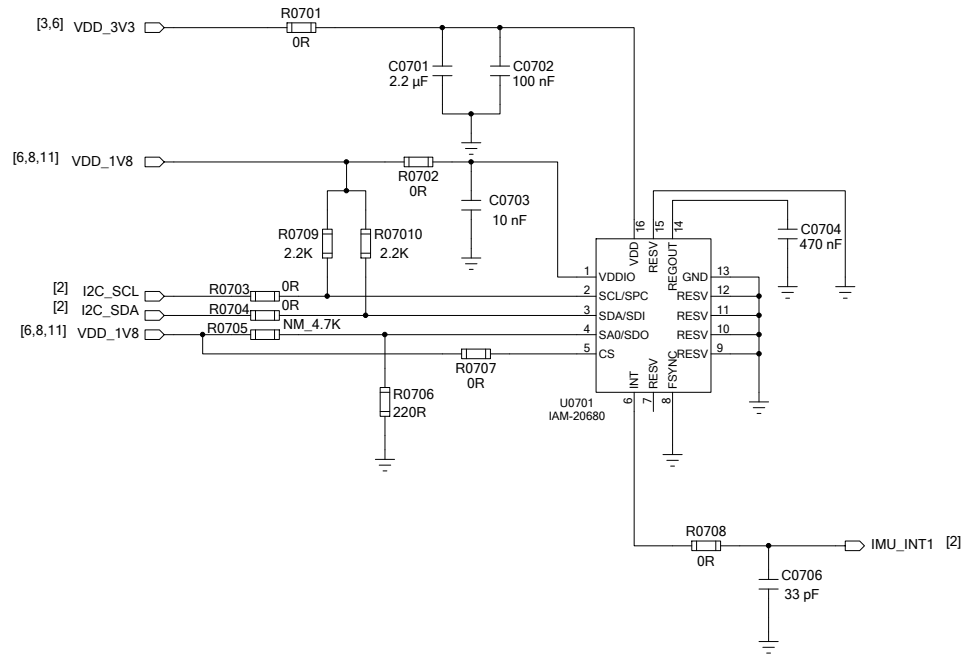 R0701
[3,6] VDD_3V3
0R
C0701
2.2 µF
C0702
100 nF
[6,8,11] VDD_1V8
R0702
0R
C0703
10 nF
R0709
2.2K
R07010
2.2K
16
15
14
VDD
RESV
REGOUT
C0704
470 nF
1 VDDIO
GND 13
[2] I2C_SCL
R0703
0R
2 SCL/SPC
RESV 12
[2] I2C_SDA
R0704
0R
3 SDA/SDI
RESV 11
[6,8,11] VDD_1V8
R0705
NM_4.7K
4 SA0/SDO
RESV 10
5 CS
RESV 9
R0707
0R
INT
RESV
FSYNC
6
7
8
R0706
220R
U0701
IAM-20680
R0708
0R
IMU_INT1 [2]
C0706
33 pF